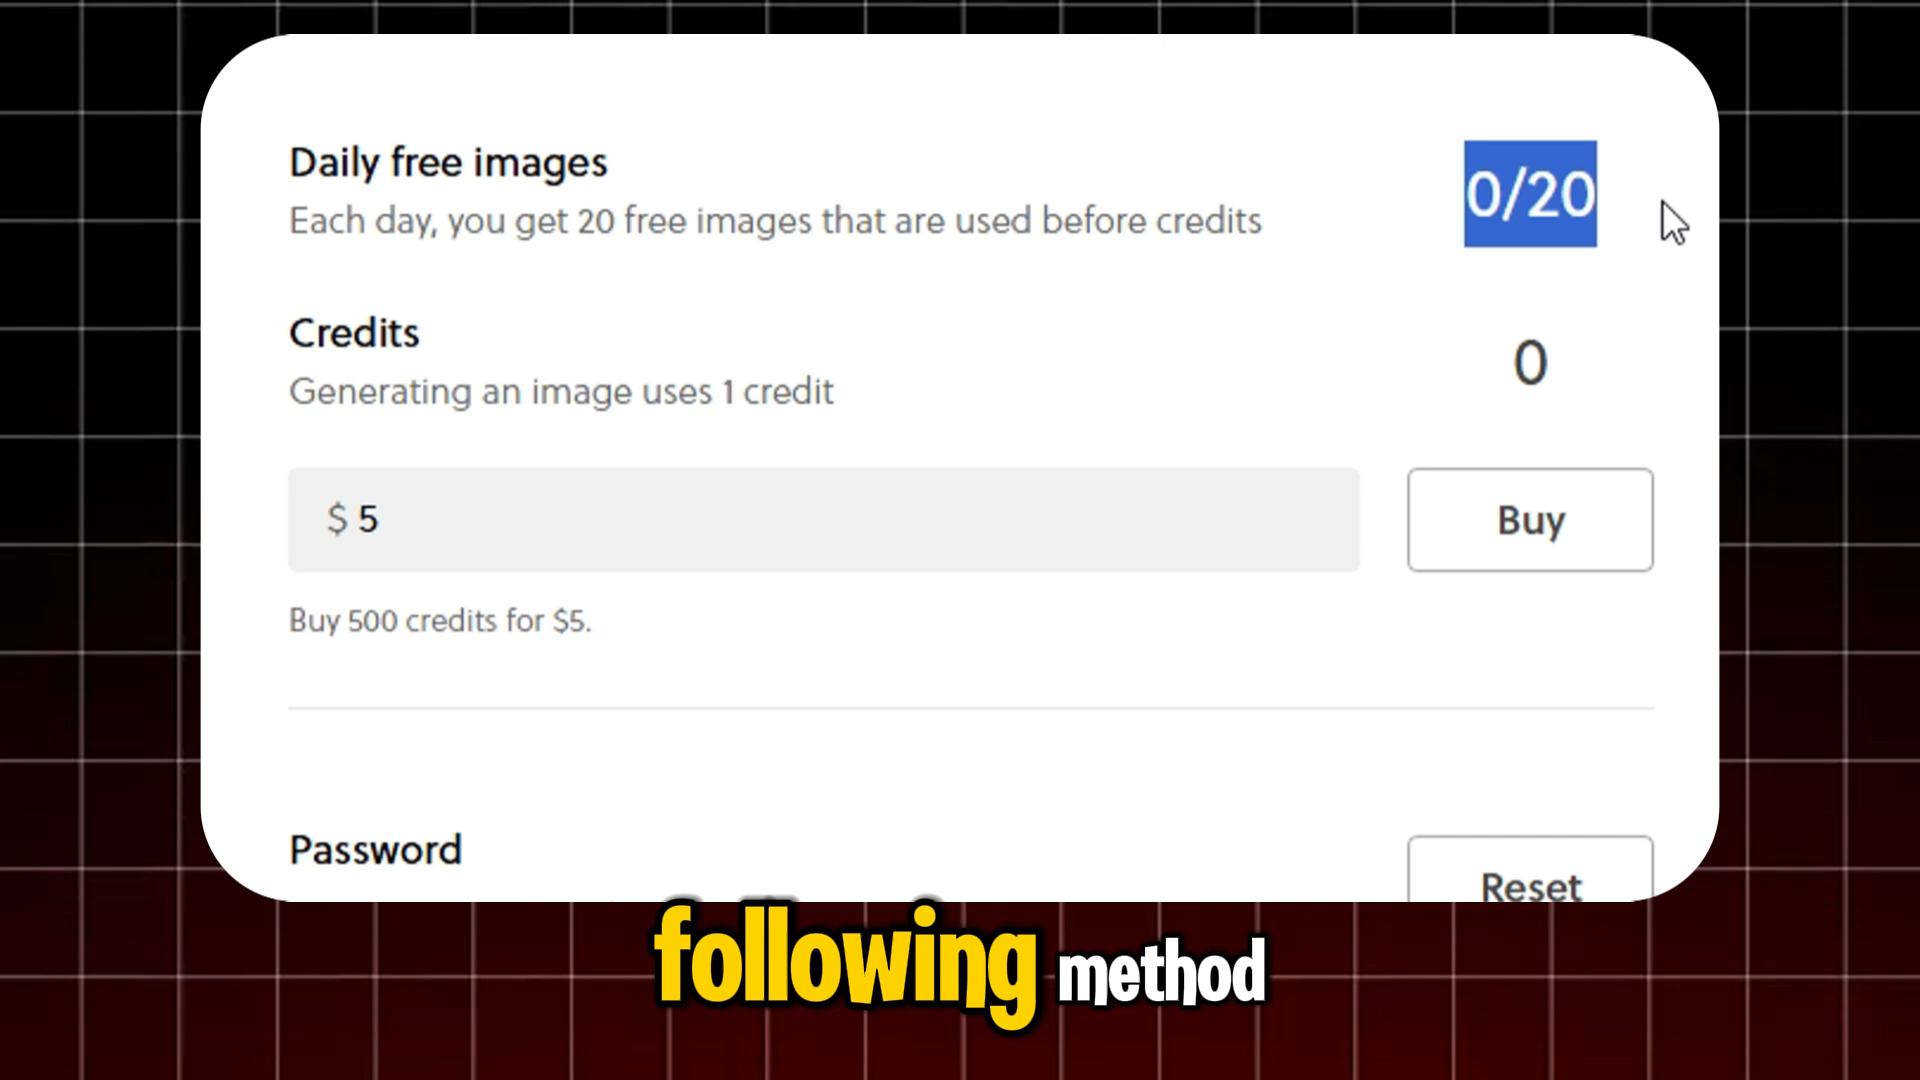 Daily free images
0/20
Each day, you get 20 free images that are used before credits
Credits
0
Generating an image uses 1 credit
$ 5
Buy
Buy 500 credits for $5.
Password
Reset
following method